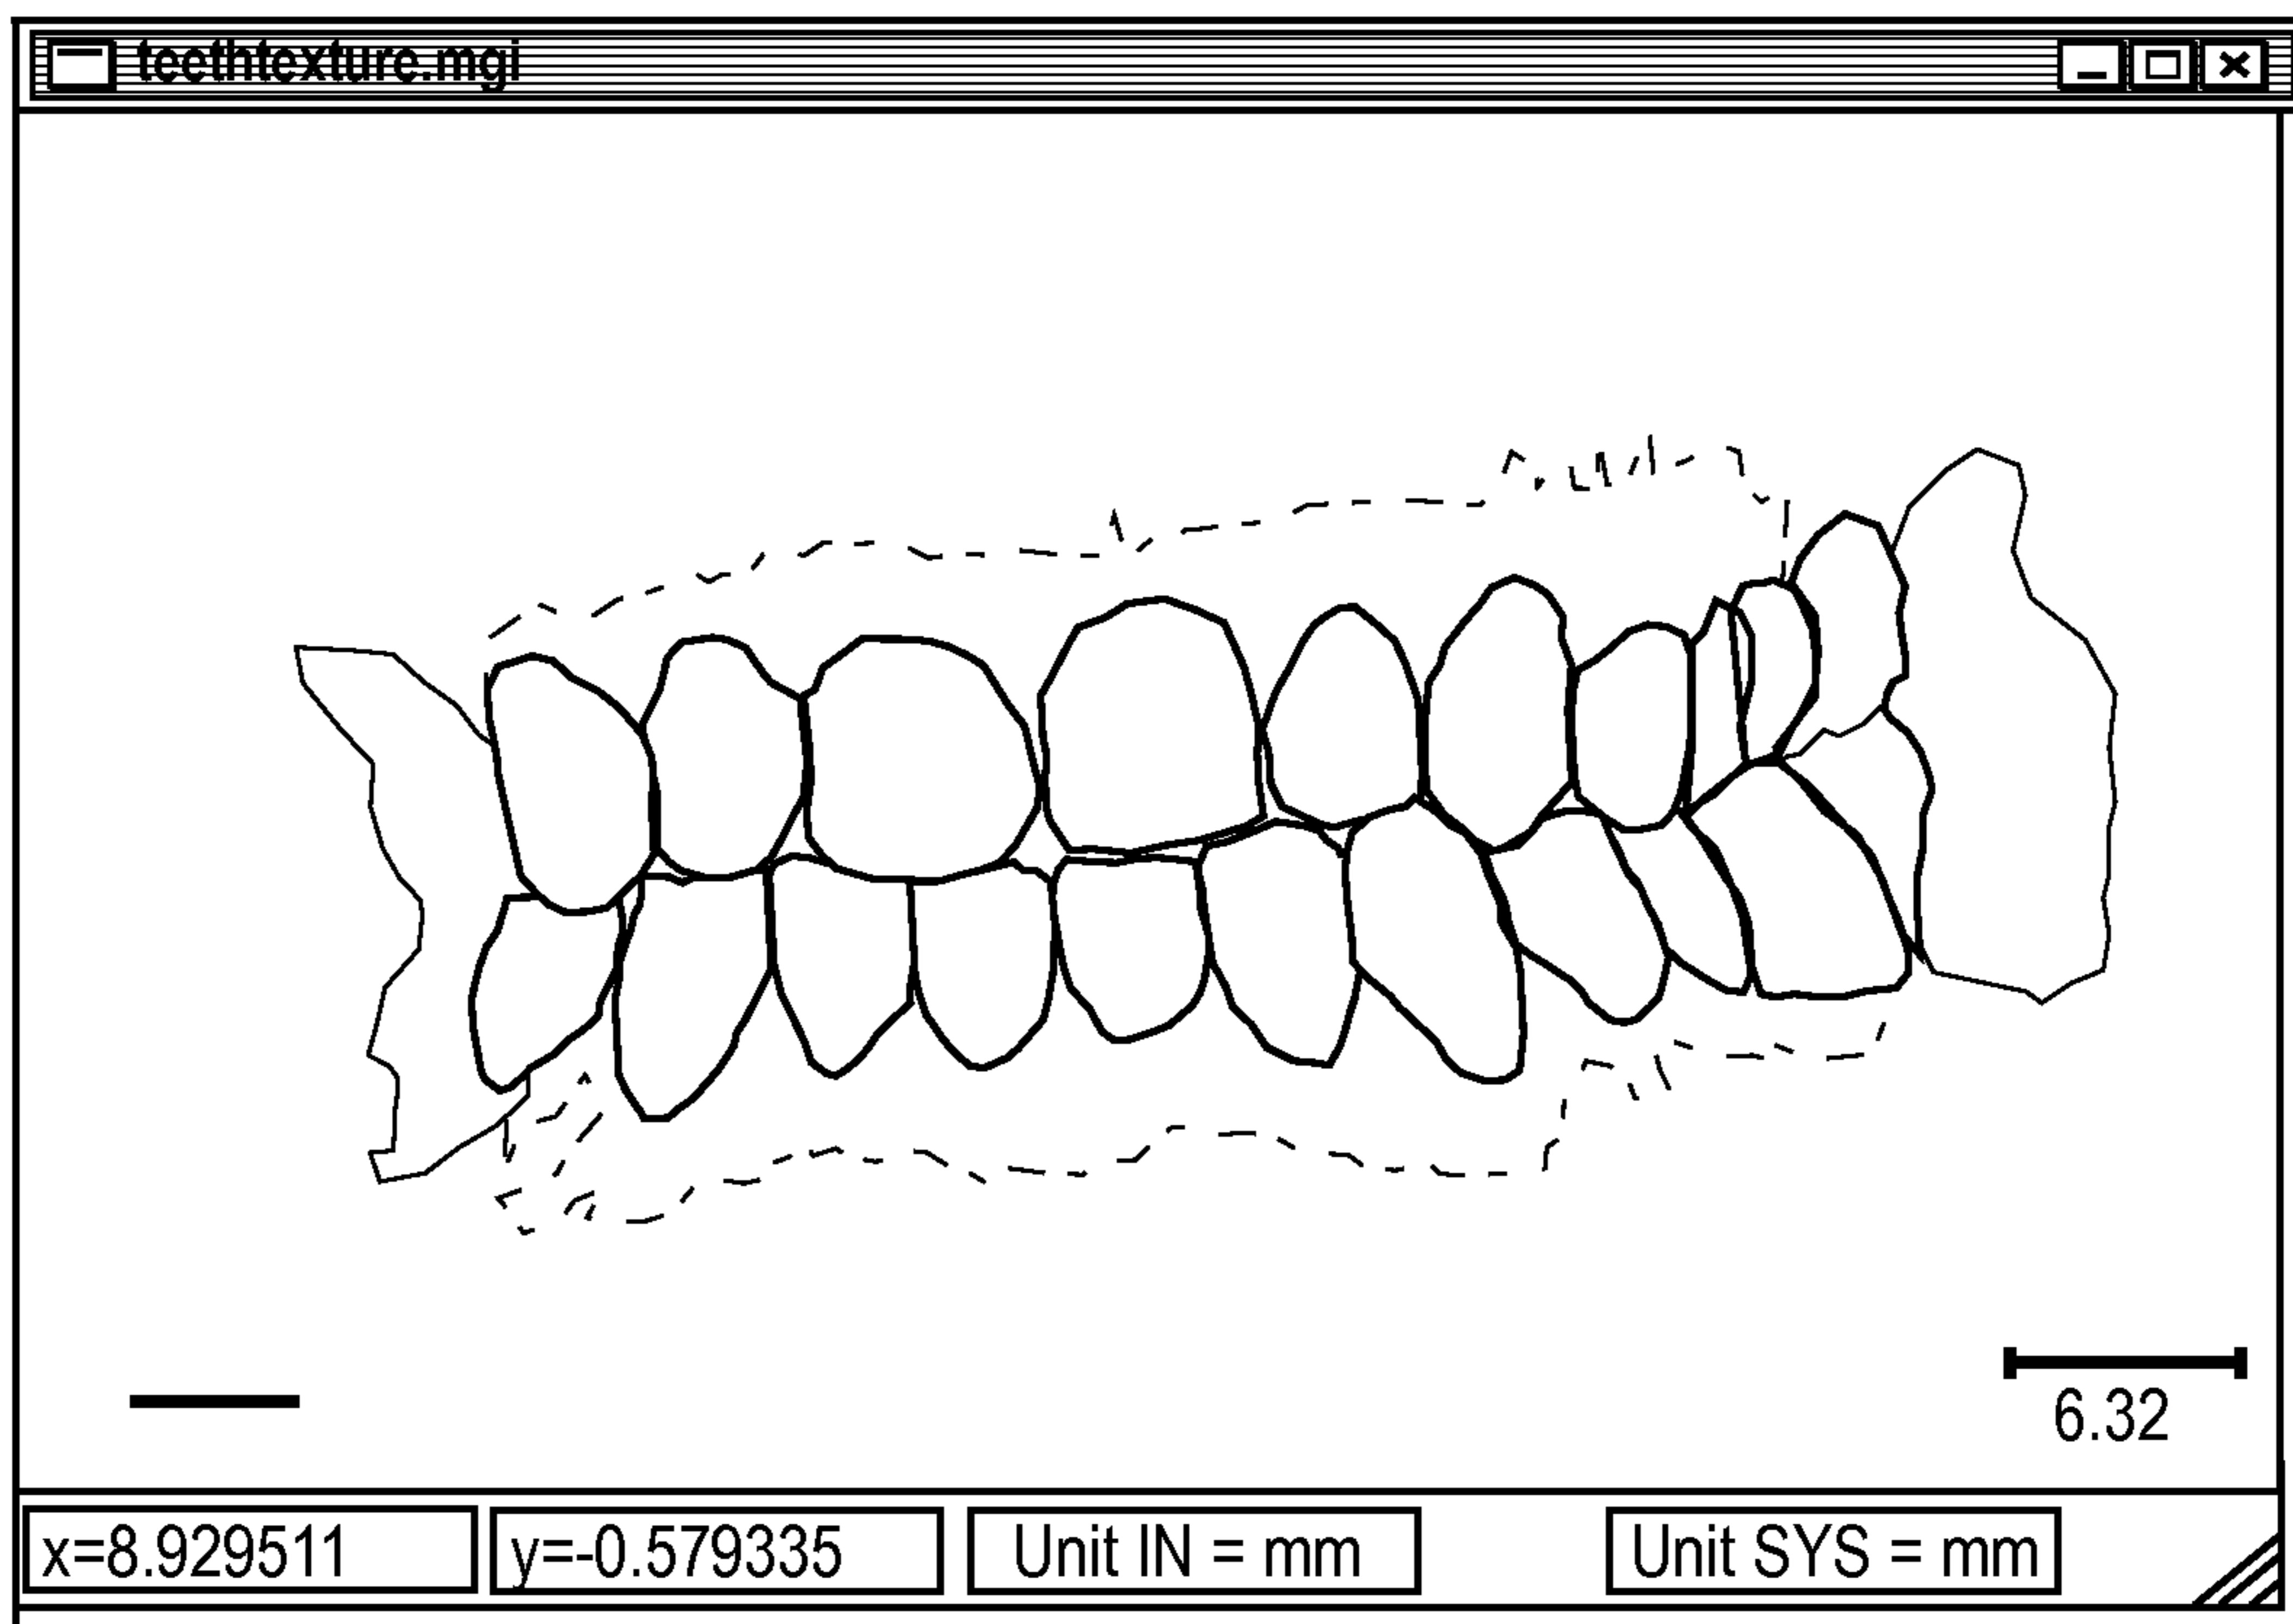 teethtexture.mgi
6.32
x=8.929511
y=-0.579335
Unit IN = mm
Unit SYS = mm